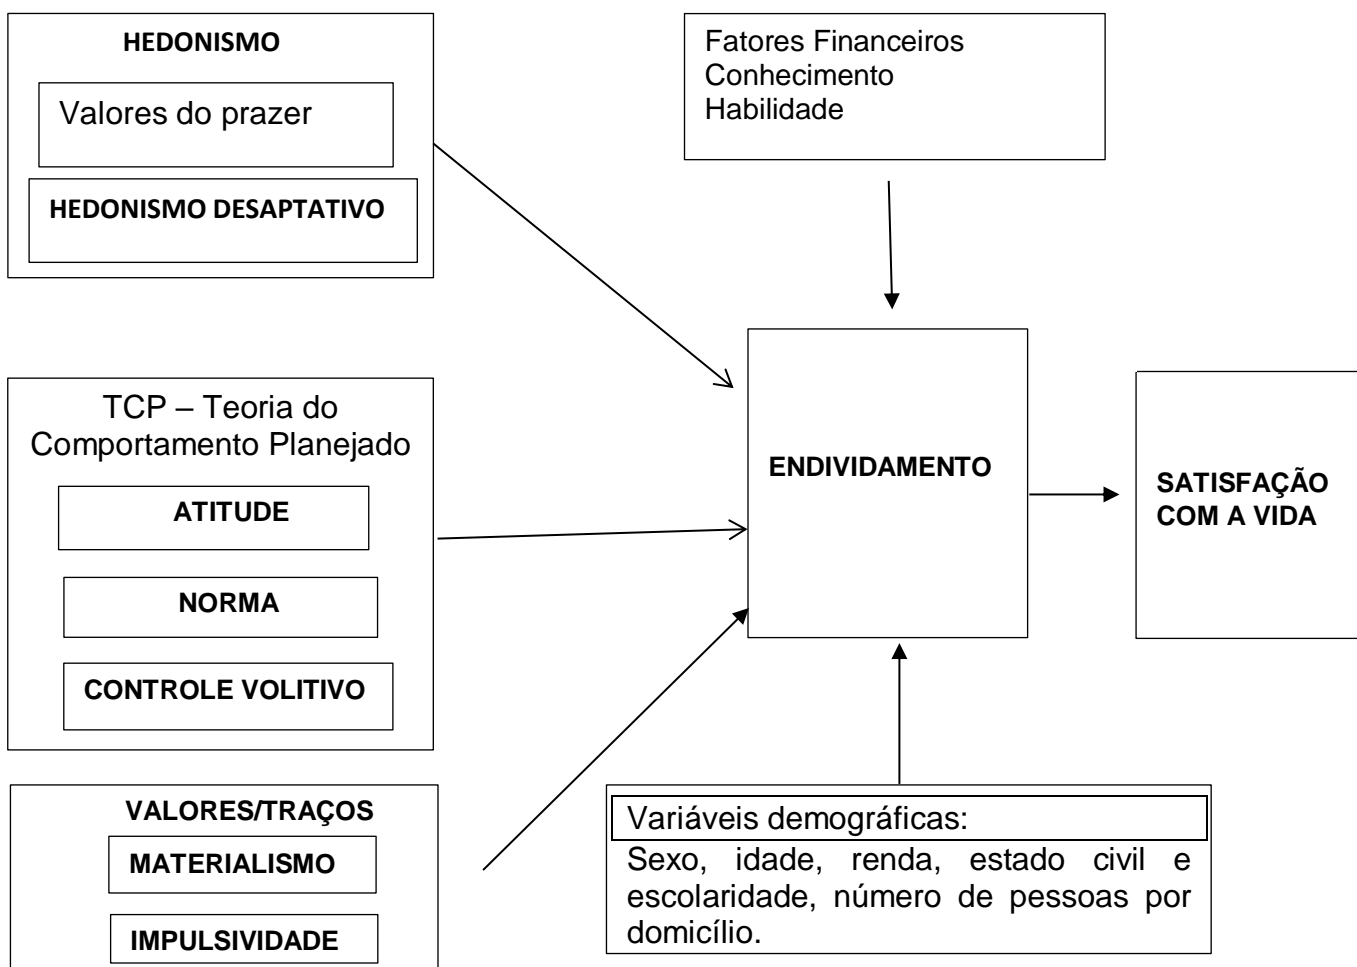 HEDONISMO
Valores do prazer
HEDONISMO DESAPTATIVO
Fatores Financeiros
Conhecimento
Habilidade
TCP – Teoria do
Comportamento Planejado
ATITUDE
NORMA
CONTROLE VOLITIVO
ENDIVIDAMENTO
SATISFAÇÃO
COM A VIDA
VALORES/TRAÇOS
MATERIALISMO
IMPULSIVIDADE
Variáveis demográficas:
Sexo, idade, renda, estado civil e
escolaridade, número de pessoas por
domicílio.